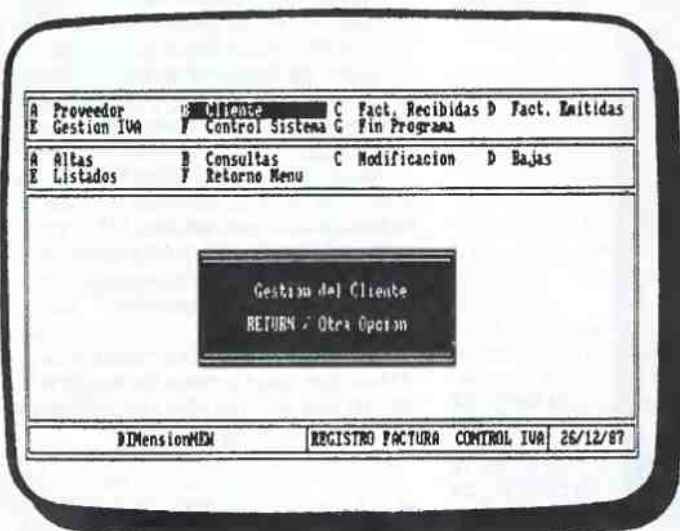 A Proveedor B Cliente C Fact. Recibidas D Fact. Emitidas
E Gestion IVA F Control Sistema G Fin Programa
A Altas B Consultas C Modificacion D Bajas
E Listados F Retorno Menu
Gestion del Cliente
RETURN / Otra Opcion
DIMensionMEW REGISTRO FACTURA CONTROL IVA 26/12/87